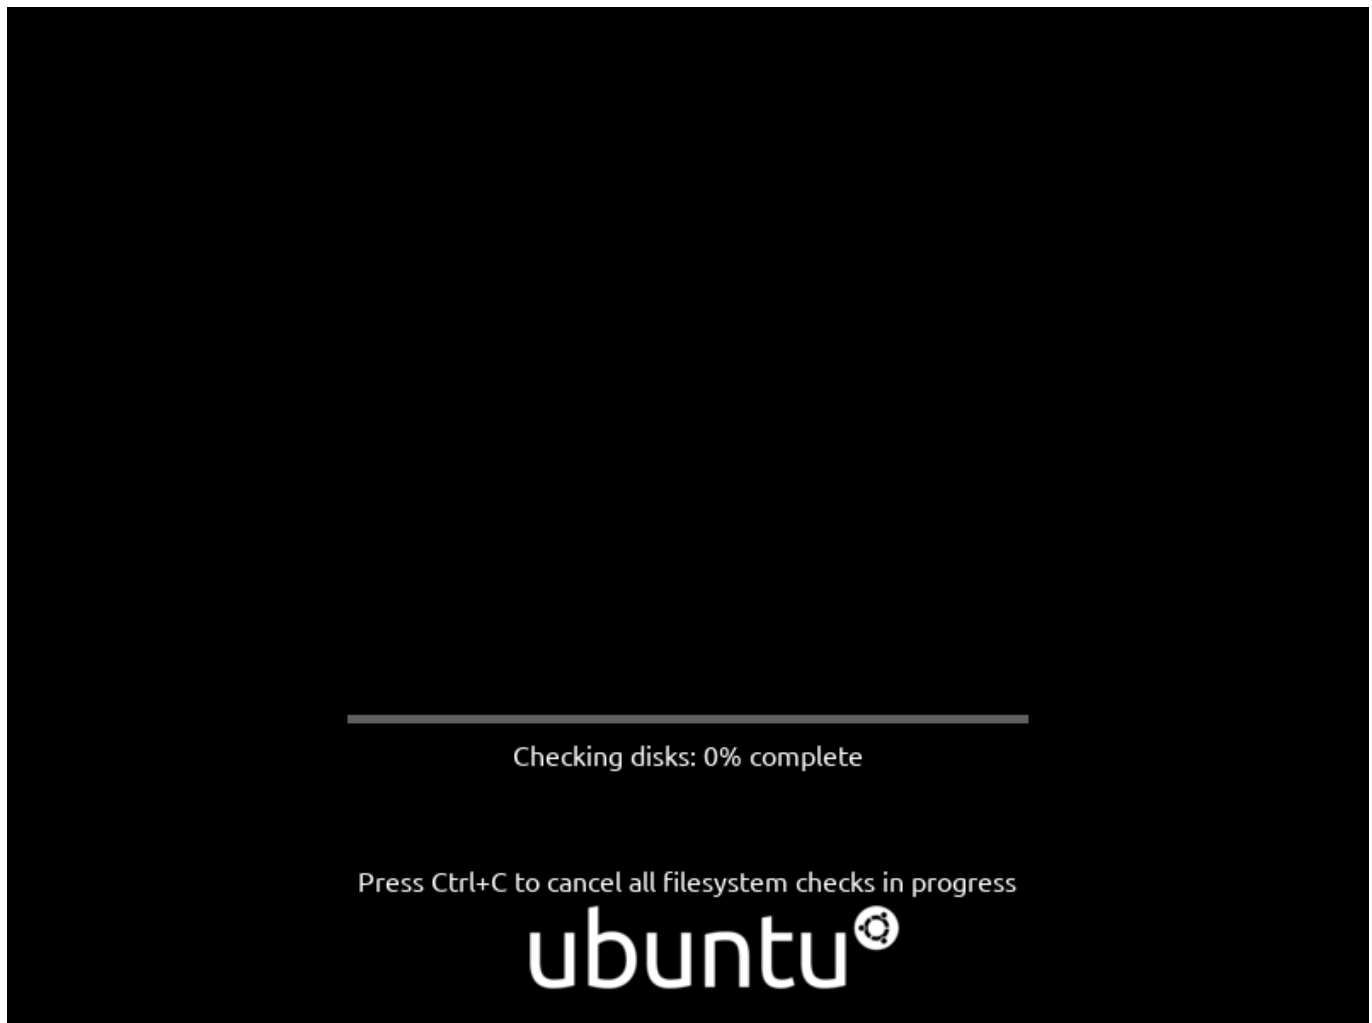 Checking disks: 0% complete
Press Ctrl+C to cancel all filesystem checks in progress
ubuntu